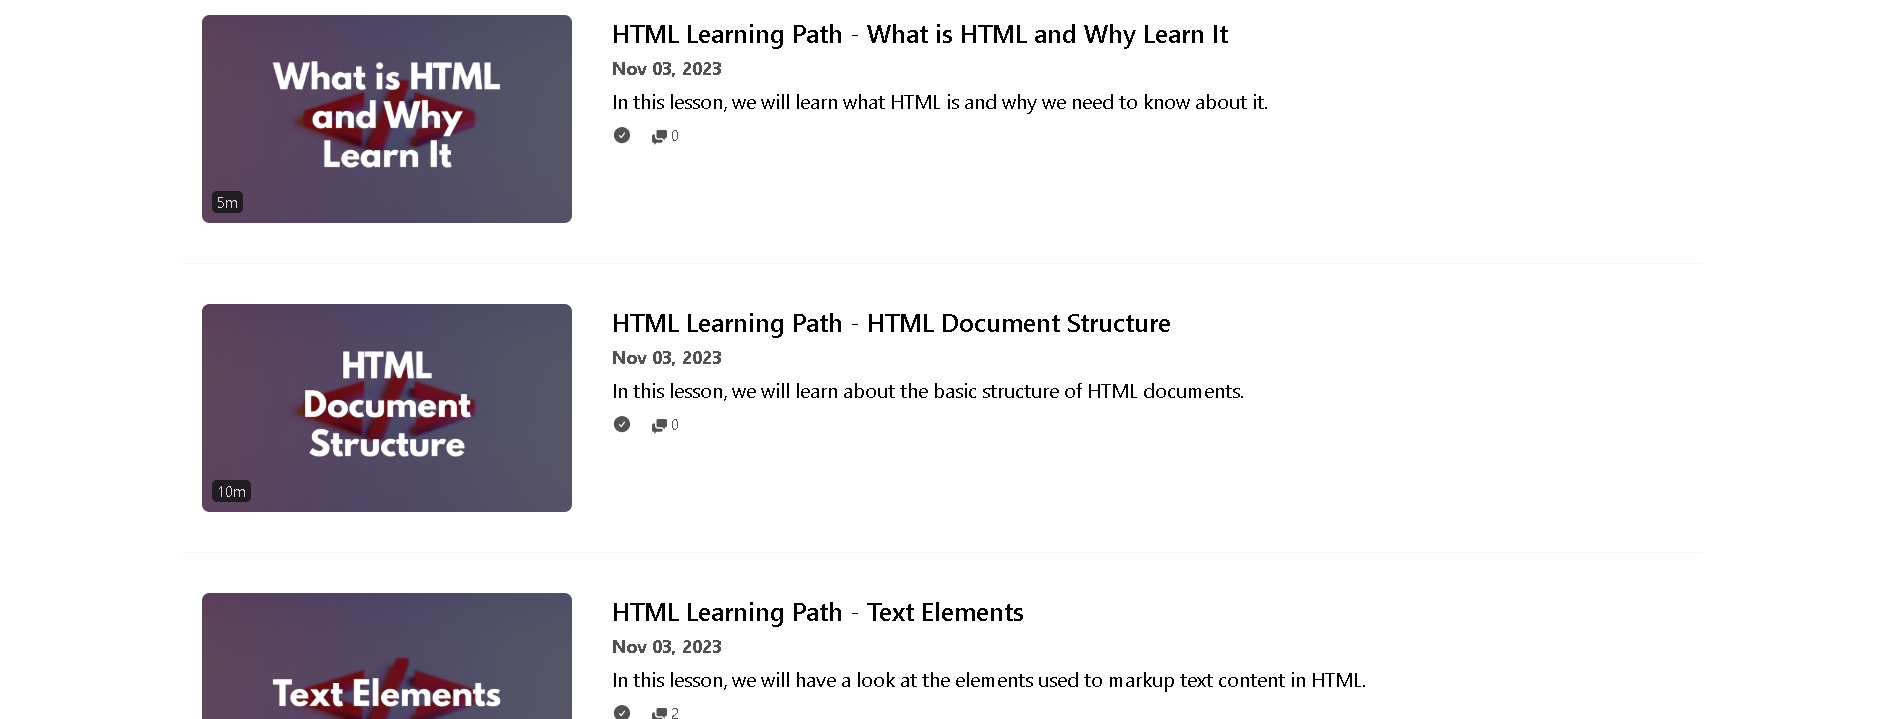 What is HTML
and Why
Learn It
5m
HTML Learning Path - What is HTML and Why Learn It
Nov 03, 2023
In this lesson, we will learn what HTML is and why we need to know about it.
0
HTML
Document
Structure
10m
HTML Learning Path - HTML Document Structure
Nov 03, 2023
In this lesson, we will learn about the basic structure of HTML documents.
0
Text Elements
HTML Learning Path - Text Elements
Nov 03, 2023
In this lesson, we will have a look at the elements used to markup text content in HTML.
2